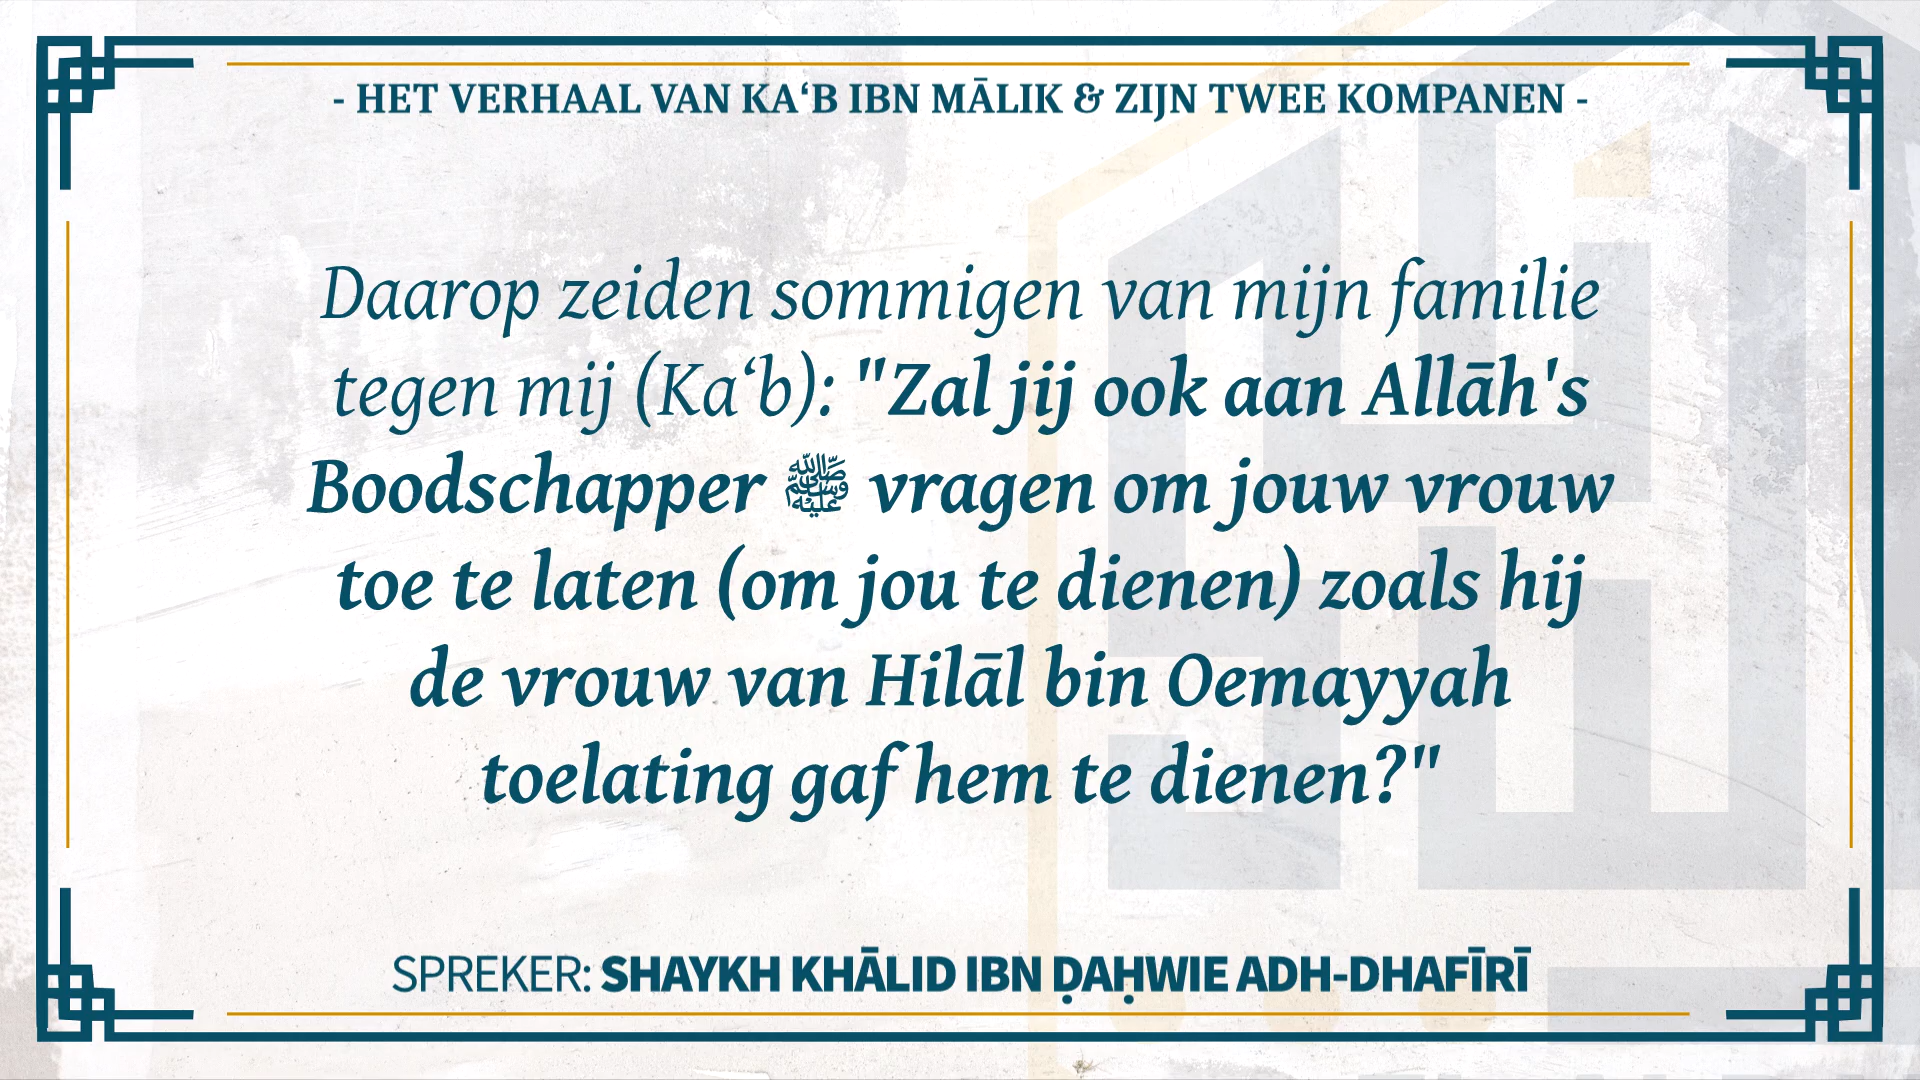 - HET VERHAAL VAN KA‘B IBN MĀLIK & ZIJN TWEE KOMPANEN -
Daarop zeiden sommigen van mijn familie
tegen mij (Ka‘b): "Zal jij ook aan Allāh's
Boodschapper ﷺ vragen om jouw vrouw
toe te laten (om jou te dienen) zoals hij
de vrouw van Hilāl bin Oemayyah
toelating gaf hem te dienen?"
SPREKER: SHAYKH KHĀLID IBN ḌAḤWIE ADH-DHAFĪRĪ